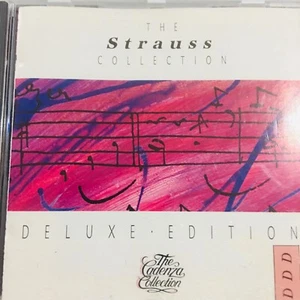 THE
Strauss
COLLECTION
DELUXE · EDITION
The
Cadenza
Collection
DDD